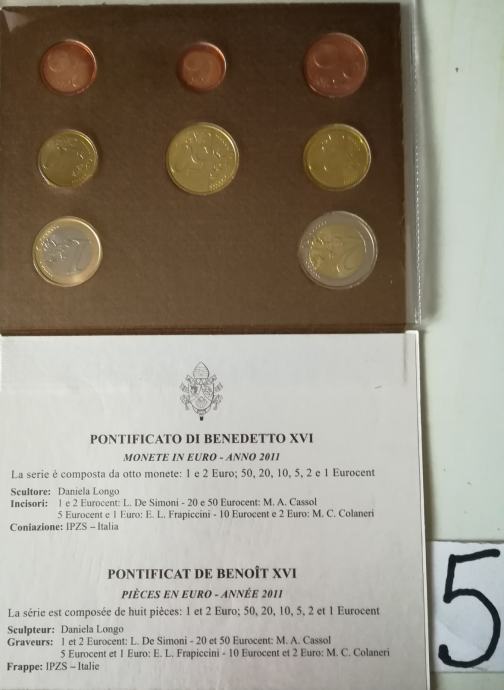 PONTIFICATO DI BENEDETTO XVI
MONETE IN EURO - ANNO 2011
La serie è composta da otto monete: 1 e 2 Euro; 50, 20, 10, 5, 2 e 1 Eurocent
Scultore: Daniela Longo
Incisori: 1 e 2 Eurocent: L. De Simoni - 20 e 50 Eurocent: M. A. Cassol
5 Eurocent e 1 Euro: E. L. Frapiccini - 10 Eurocent e 2 Euro: M. C. Colaneri
Coniazione: IPZS – Italia
PONTIFICAT DE BENOÎT XVI
PIÈCES EN EURO - ANNÉE 2011
La série est composée de huit pièces: 1 et 2 Euro; 50, 20, 10, 5, 2 et 1 Eurocent
Sculpteur: Daniela Longo
Graveurs: 1 et 2 Eurocent: L. De Simoni - 20 et 50 Eurocent: M. A. Cassol
5 Eurocent et 1 Euro: E. L. Frapiccini - 10 Eurocent et 2 Euro: M. C. Colaneri
Frappe: IPZS – Italie
5